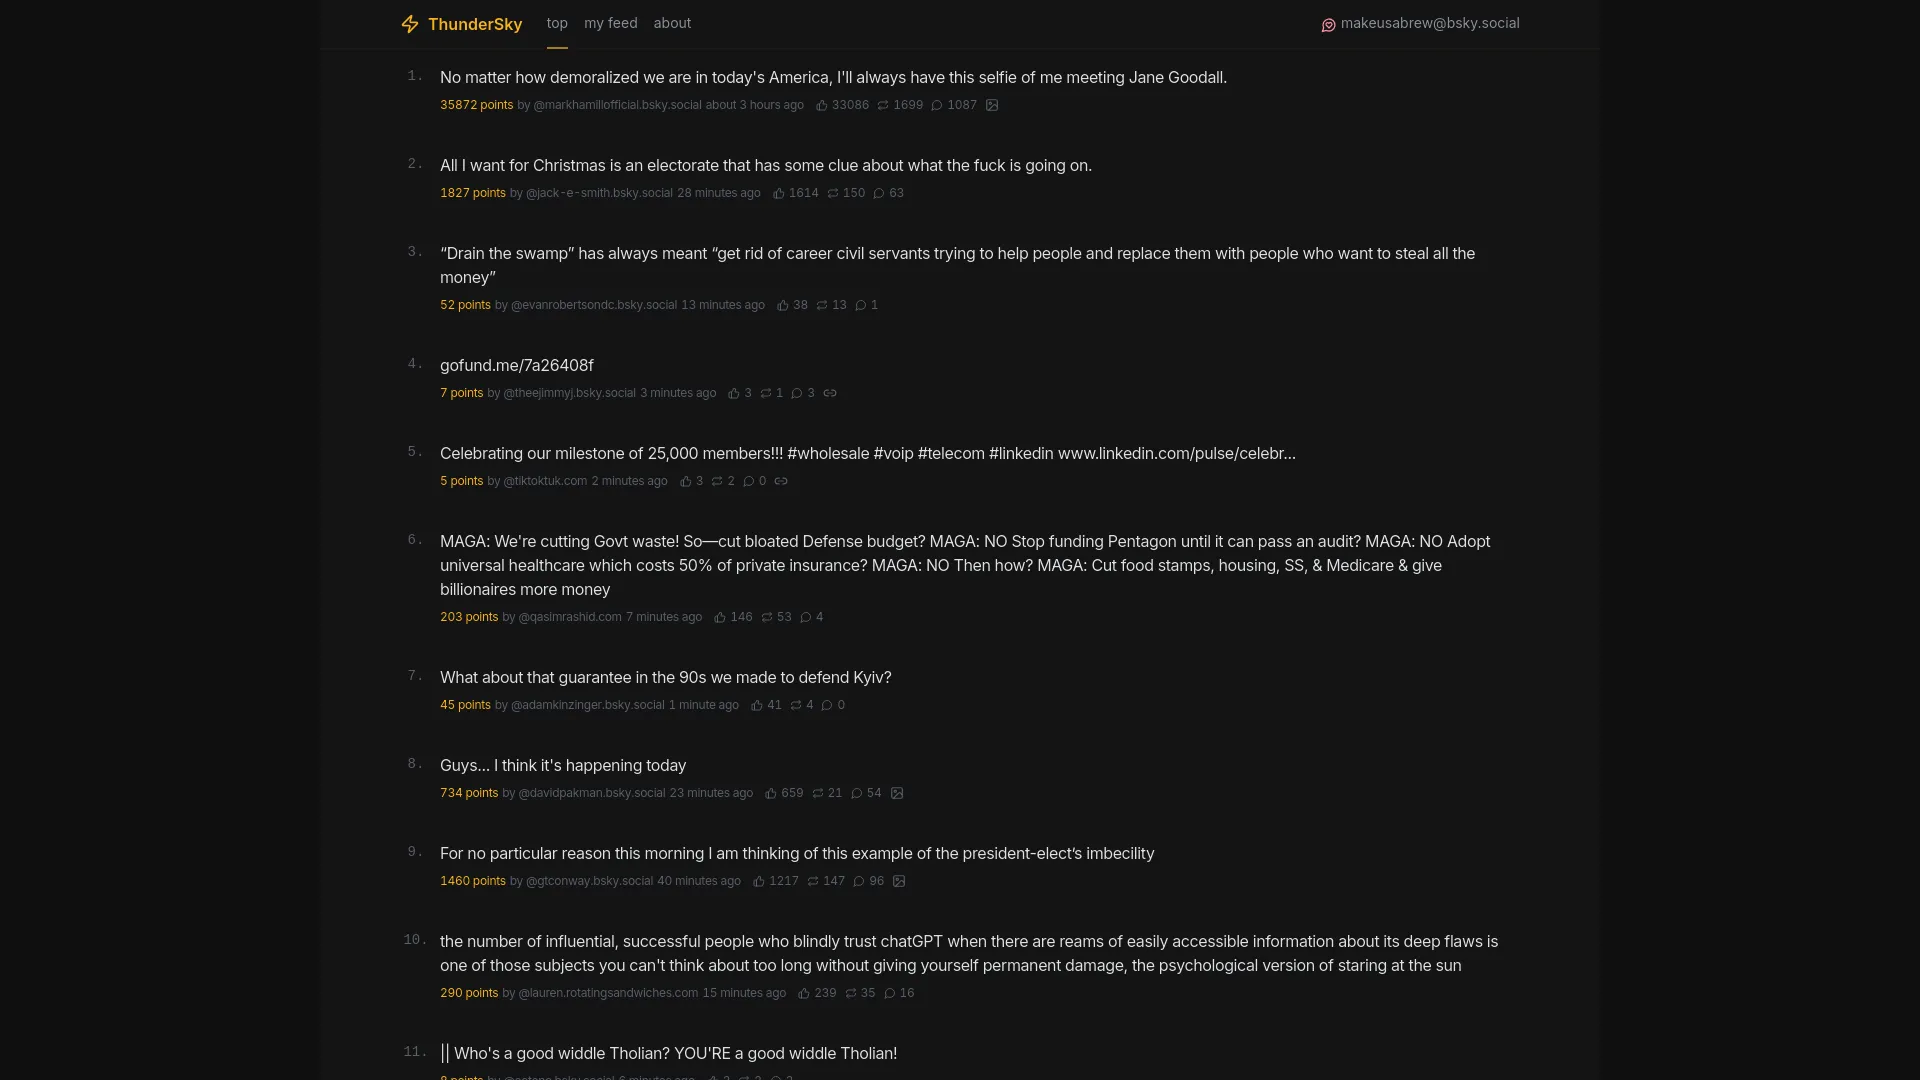 ThunderSky top my feed about makeusabrew@bsky.social
1. No matter how demoralized we are in today's America, I'll always have this selfie of me meeting Jane Goodall.
35872 points by @markhamillofficial.bsky.social about 3 hours ago 33086 1699 1087
2. All I want for Christmas is an electorate that has some clue about what the fuck is going on.
1827 points by @jack-e-smith.bsky.social 28 minutes ago 1614 150 63
3. “Drain the swamp” has always meant “get rid of career civil servants trying to help people and replace them with people who want to steal all the
money”
52 points by @evanrobertsondc.bsky.social 13 minutes ago 38 13 1
4. gofund.me/7a26408f
7 points by @theejimmyj.bsky.social 3 minutes ago 3 1 3
5. Celebrating our milestone of 25,000 members!!! #wholesale #voip #telecom #linkedin www.linkedin.com/pulse/celebr...
5 points by @tiktoktuk.com 2 minutes ago 3 2 0
6. MAGA: We're cutting Govt waste! So—cut bloated Defense budget? MAGA: NO Stop funding Pentagon until it can pass an audit? MAGA: NO Adopt
universal healthcare which costs 50% of private insurance? MAGA: NO Then how? MAGA: Cut food stamps, housing, SS, & Medicare & give
billionaires more money
203 points by @qasimrashid.com 7 minutes ago 146 53 4
7. What about that guarantee in the 90s we made to defend Kyiv?
45 points by @adamkinzinger.bsky.social 1 minute ago 41 4 0
8. Guys... I think it's happening today
734 points by @davidpakman.bsky.social 23 minutes ago 659 21 54
9. For no particular reason this morning I am thinking of this example of the president-elect’s imbecility
1460 points by @gtconway.bsky.social 40 minutes ago 1217 147 96
10. the number of influential, successful people who blindly trust chatGPT when there are reams of easily accessible information about its deep flaws is
one of those subjects you can't think about too long without giving yourself permanent damage, the psychological version of staring at the sun
290 points by @lauren.rotatingsandwiches.com 15 minutes ago 239 35 16
11. || Who's a good widdle Tholian? YOU'RE a good widdle Tholian!